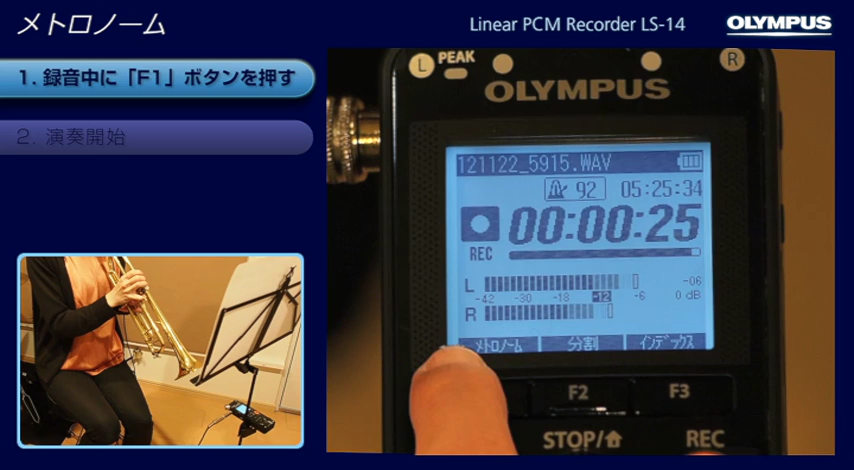 メトロノーム
Linear PCM Recorder LS-14
OLYMPUS
1. 録音中に「F1」ボタンを押す
2. 演奏開始
L
PEAK
R
OLYMPUS
121122_5915.WAV
92
05:25:34
00:00:25
REC
L
-06
-42 -30 -18 -12 -6 0 dB
R
メトロノーム
分割
インデックス
F2
F3
STOP/
REC